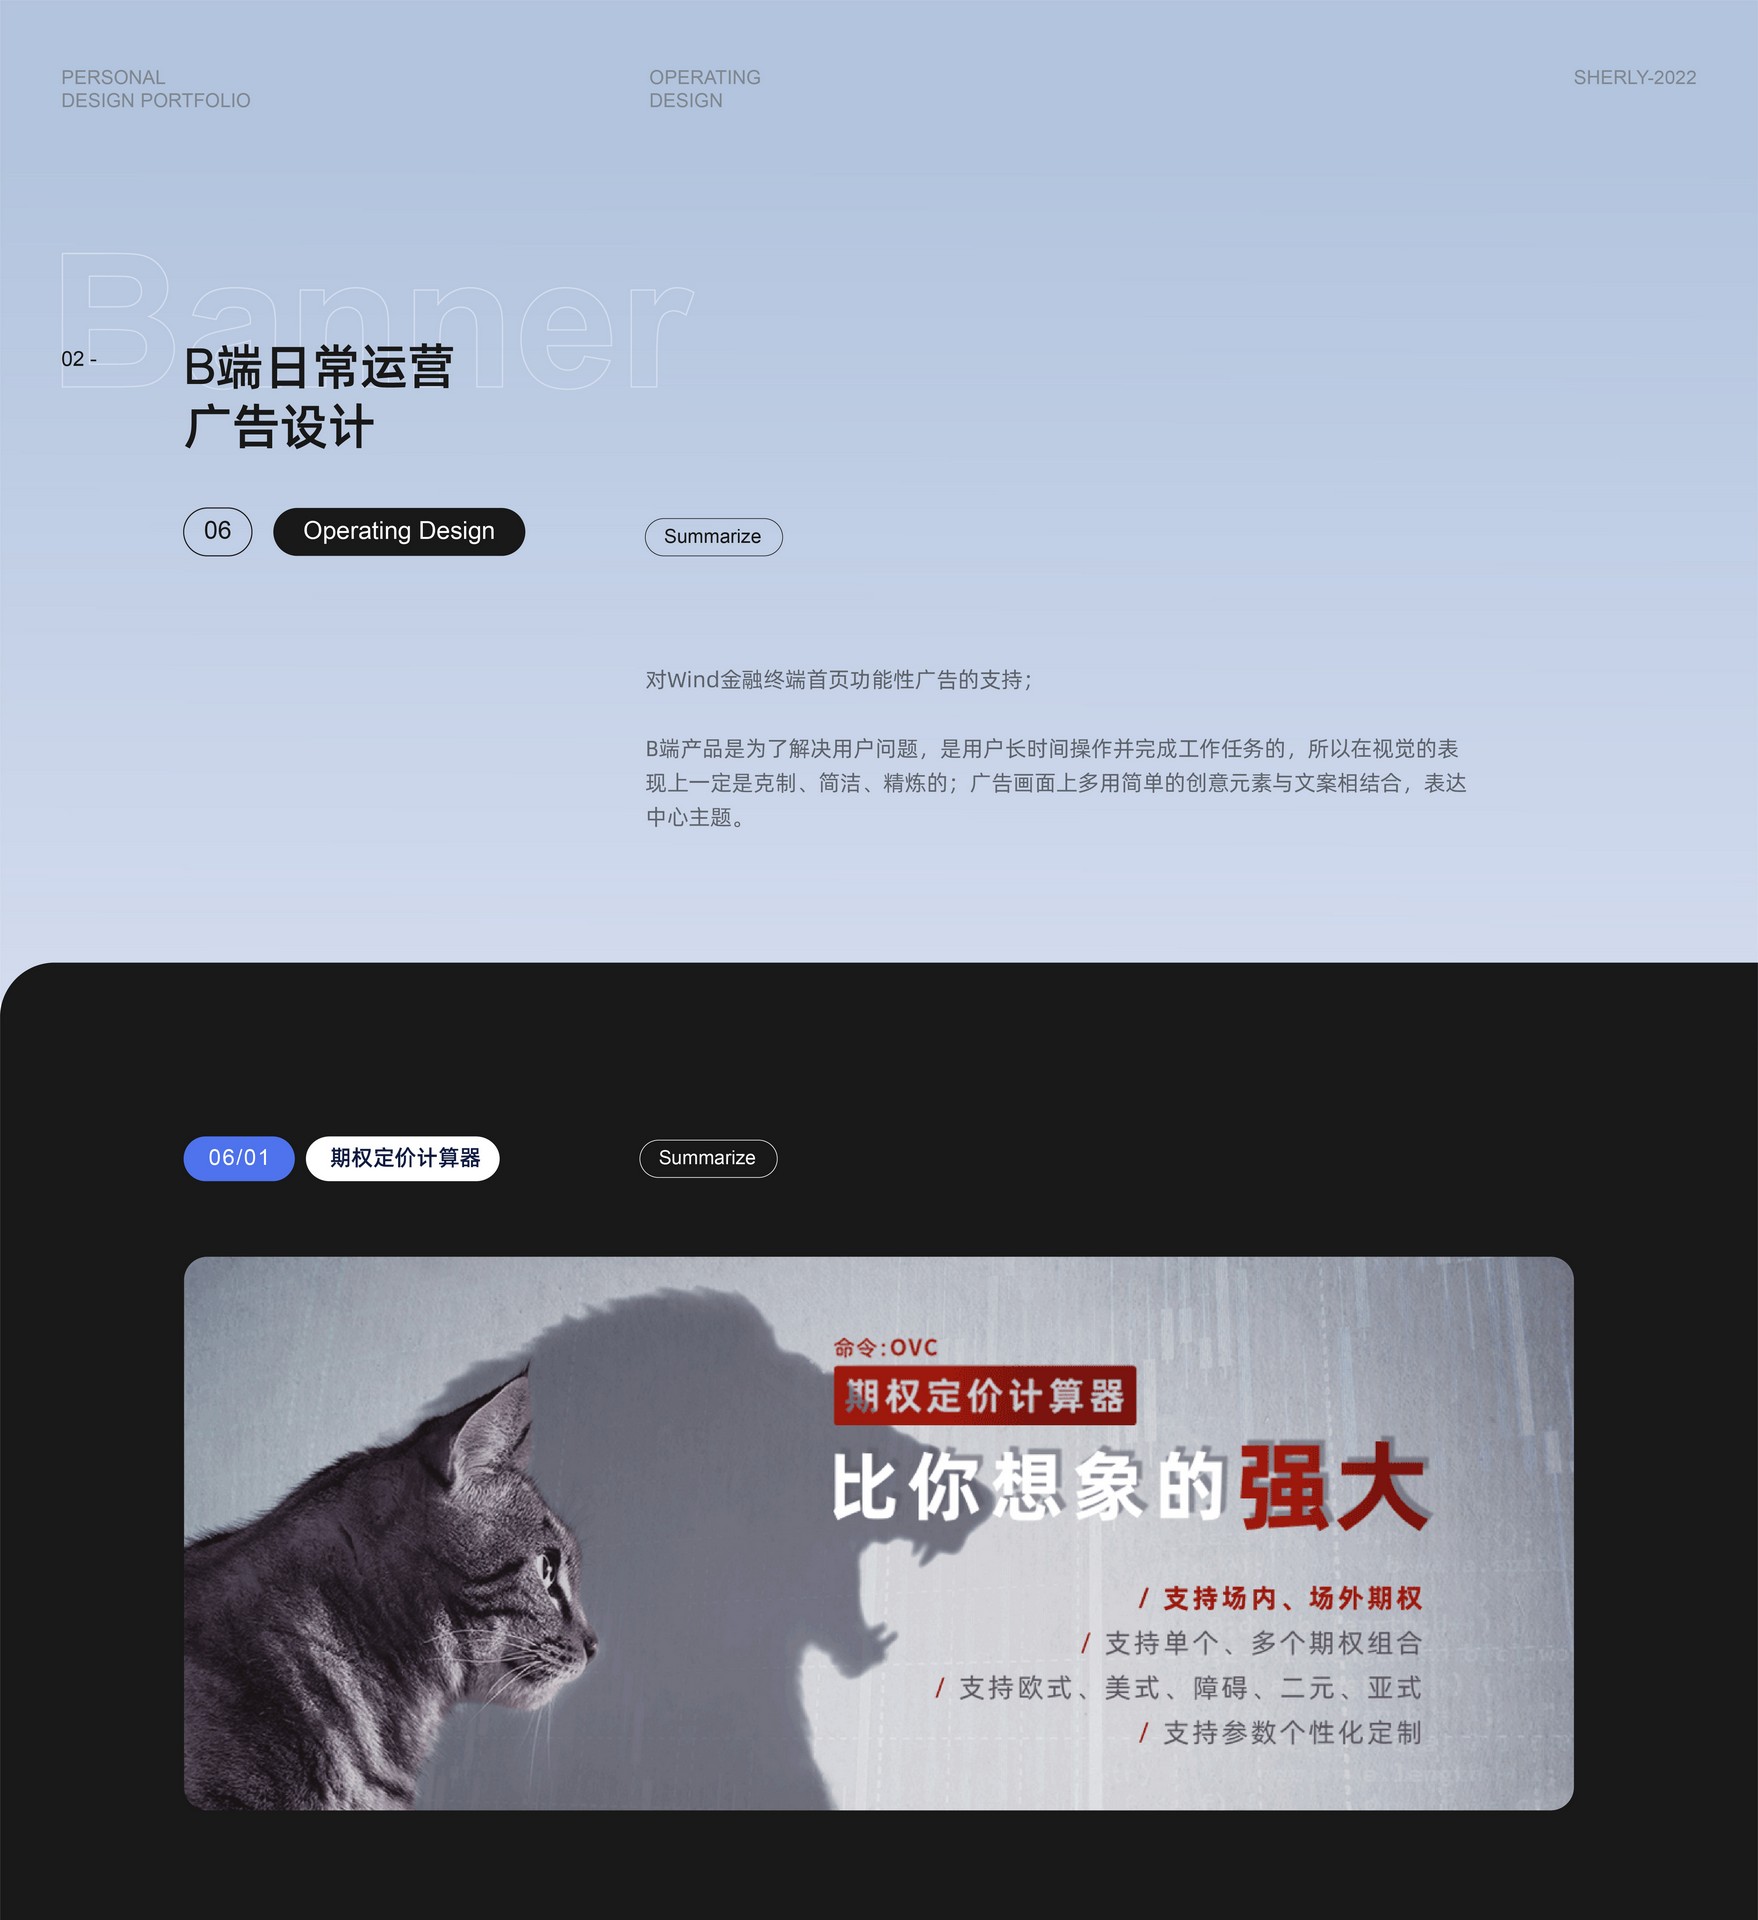 PERSONAL
DESIGN PORTFOLIO
OPERATING
DESIGN
SHERLY-2022
Banner
02 -
B端日常运营
广告设计
06
Operating Design
Summarize
对Wind金融终端首页功能性广告的支持；
B端产品是为了解决用户问题，是用户长时间操作并完成工作任务的，所以在视觉的表
现上一定是克制、简洁、精炼的；广告画面上多用简单的创意元素与文案相结合，表达
中心主题。
06/01
期权定价计算器
Summarize
命令:OVC
期权定价计算器
比你想象的强大
/ 支持场内、场外期权
/ 支持单个、多个期权组合
/ 支持欧式、美式、障碍、二元、亚式
/ 支持参数个性化定制